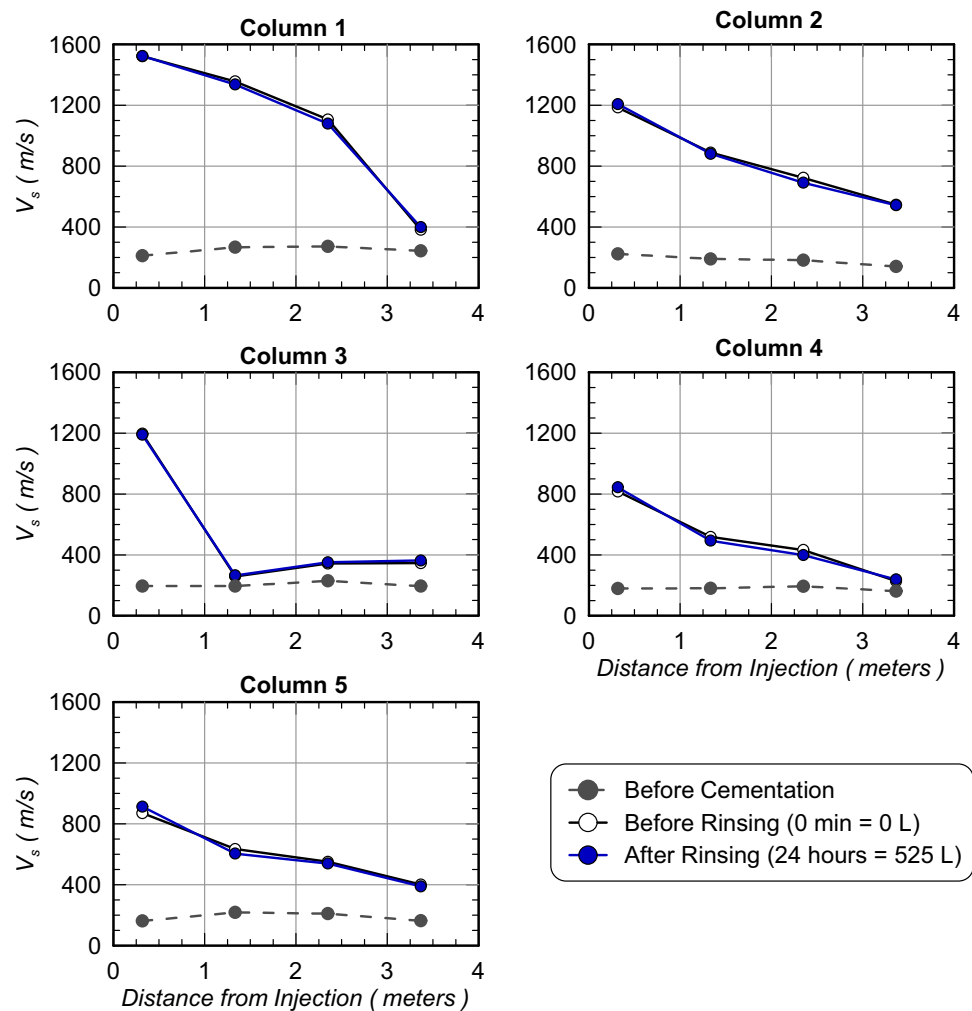 Column 1
1600
1200
800
400
0
V_s ( m/s )
0 1 2 3 4
Column 2
1600
1200
800
400
0
0 1 2 3 4
Column 3
1600
1200
800
400
0
V_s ( m/s )
0 1 2 3 4
Column 4
1600
1200
800
400
0
0 1 2 3 4
Distance from Injection ( meters )
Column 5
1600
1200
800
400
0
V_s ( m/s )
0 1 2 3 4
Distance from Injection ( meters )
Before Cementation
Before Rinsing (0 min = 0 L)
After Rinsing (24 hours = 525 L)